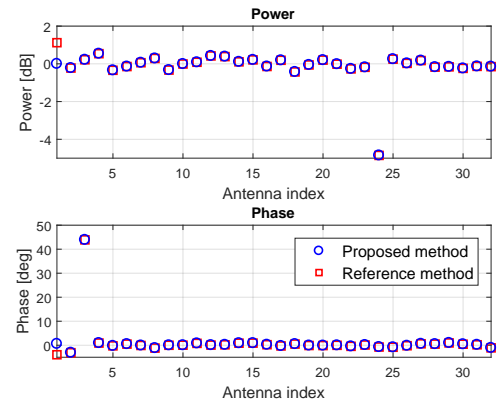 Power
2
0
-2
-4
Power [dB]
5 10 15 20 25 30
Antenna index
Phase
50
40
30
20
10
0
Phase [deg]
Proposed method
Reference method
5 10 15 20 25 30
Antenna index